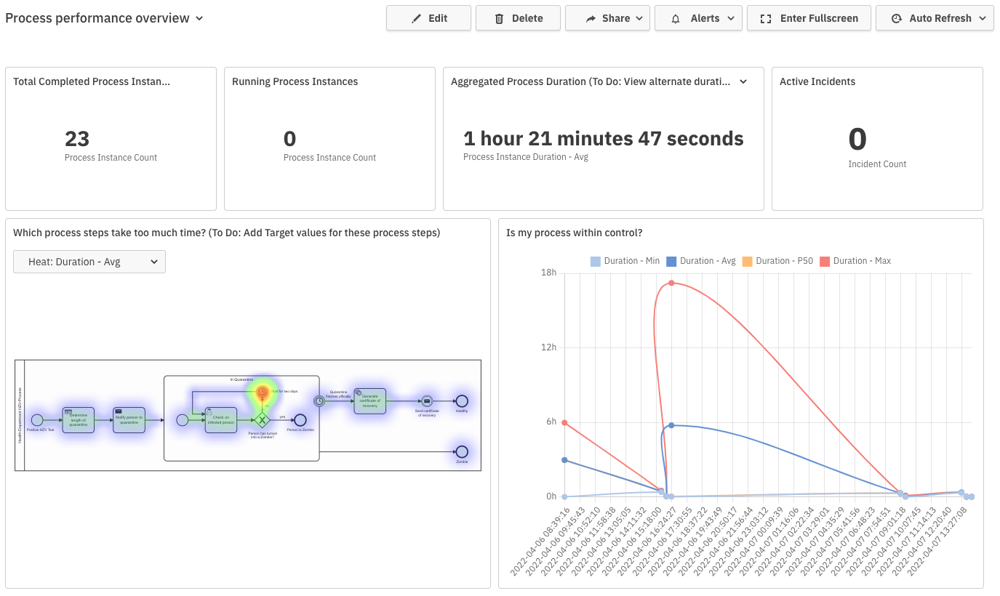 Process performance overview
Edit
Delete
Share
Alerts
Enter Fullscreen
Auto Refresh
Total Completed Process Instan...
23
Process Instance Count
Running Process Instances
0
Process Instance Count
Aggregated Process Duration (To Do: View alternate durati...
1 hour 21 minutes 47 seconds
Process Instance Duration - Avg
Active Incidents
0
Incident Count
Which process steps take too much time? (To Do: Add Target values for these process steps)
Heat: Duration - Avg
Health-Department HZV-Process
Positive HZV Test
Determine
length of
quarantine
Notify person to
quarantine
In Quarantine
Check on
infected person
for two days
no
Person has turned
into a Zombie?
yes
Person is Zombie
Quarantine
finishes officially
Generate
certificate of
recovery
Send certificate
of recovery
Healthy
Zombie
Is my process within control?
Duration - Min
Duration - Avg
Duration - P50
Duration - Max
18h
12h
6h
0h
2022-04-06 08:39:16
2022-04-06 09:45:43
2022-04-06 10:52:10
2022-04-06 11:58:38
2022-04-06 13:05:05
2022-04-06 14:11:32
2022-04-06 15:18:00
2022-04-06 16:24:27
2022-04-06 17:30:55
2022-04-06 18:37:22
2022-04-06 19:43:49
2022-04-06 20:50:17
2022-04-06 21:56:44
2022-04-06 23:03:12
2022-04-07 00:09:39
2022-04-07 01:16:06
2022-04-07 02:22:34
2022-04-07 03:29:01
2022-04-07 04:35:29
2022-04-07 05:41:56
2022-04-07 06:48:23
2022-04-07 07:54:51
2022-04-07 09:01:18
2022-04-07 10:07:45
2022-04-07 11:14:13
2022-04-07 12:20:40
2022-04-07 13:27:08